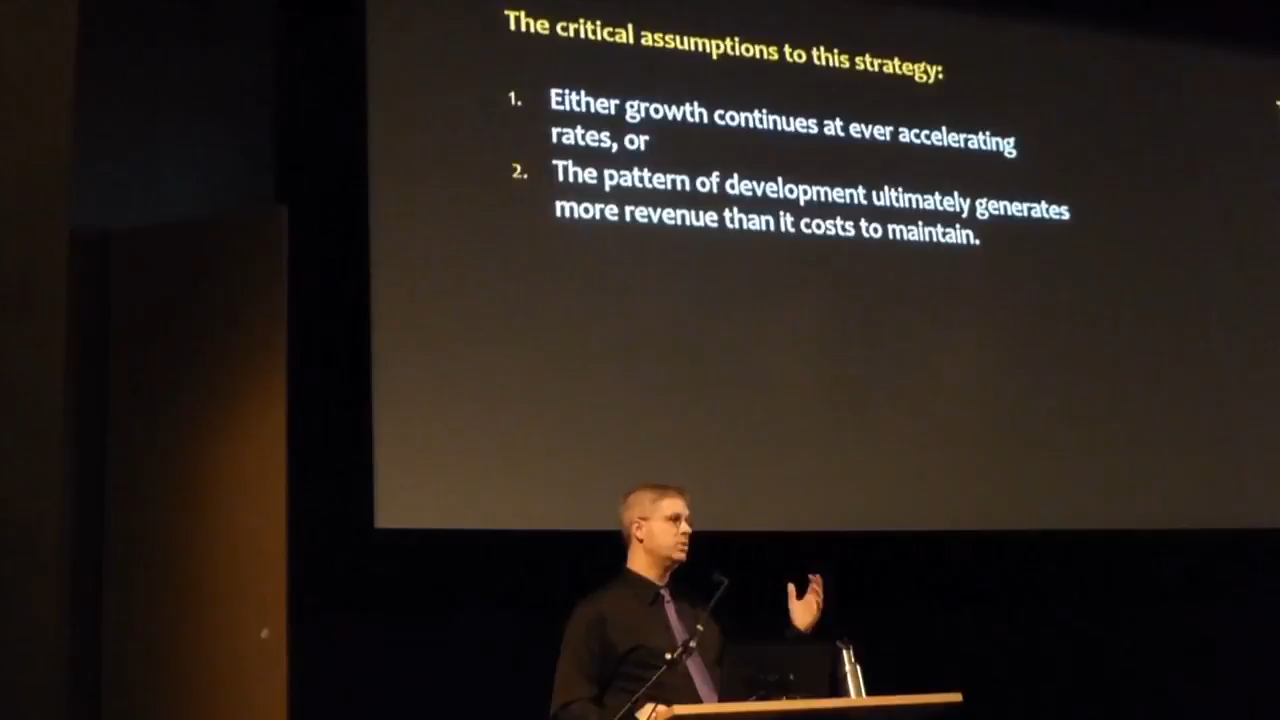 The critical assumptions to this strategy:
1. Either growth continues at ever accelerating
rates, or
2. The pattern of development ultimately generates
more revenue than it costs to maintain.